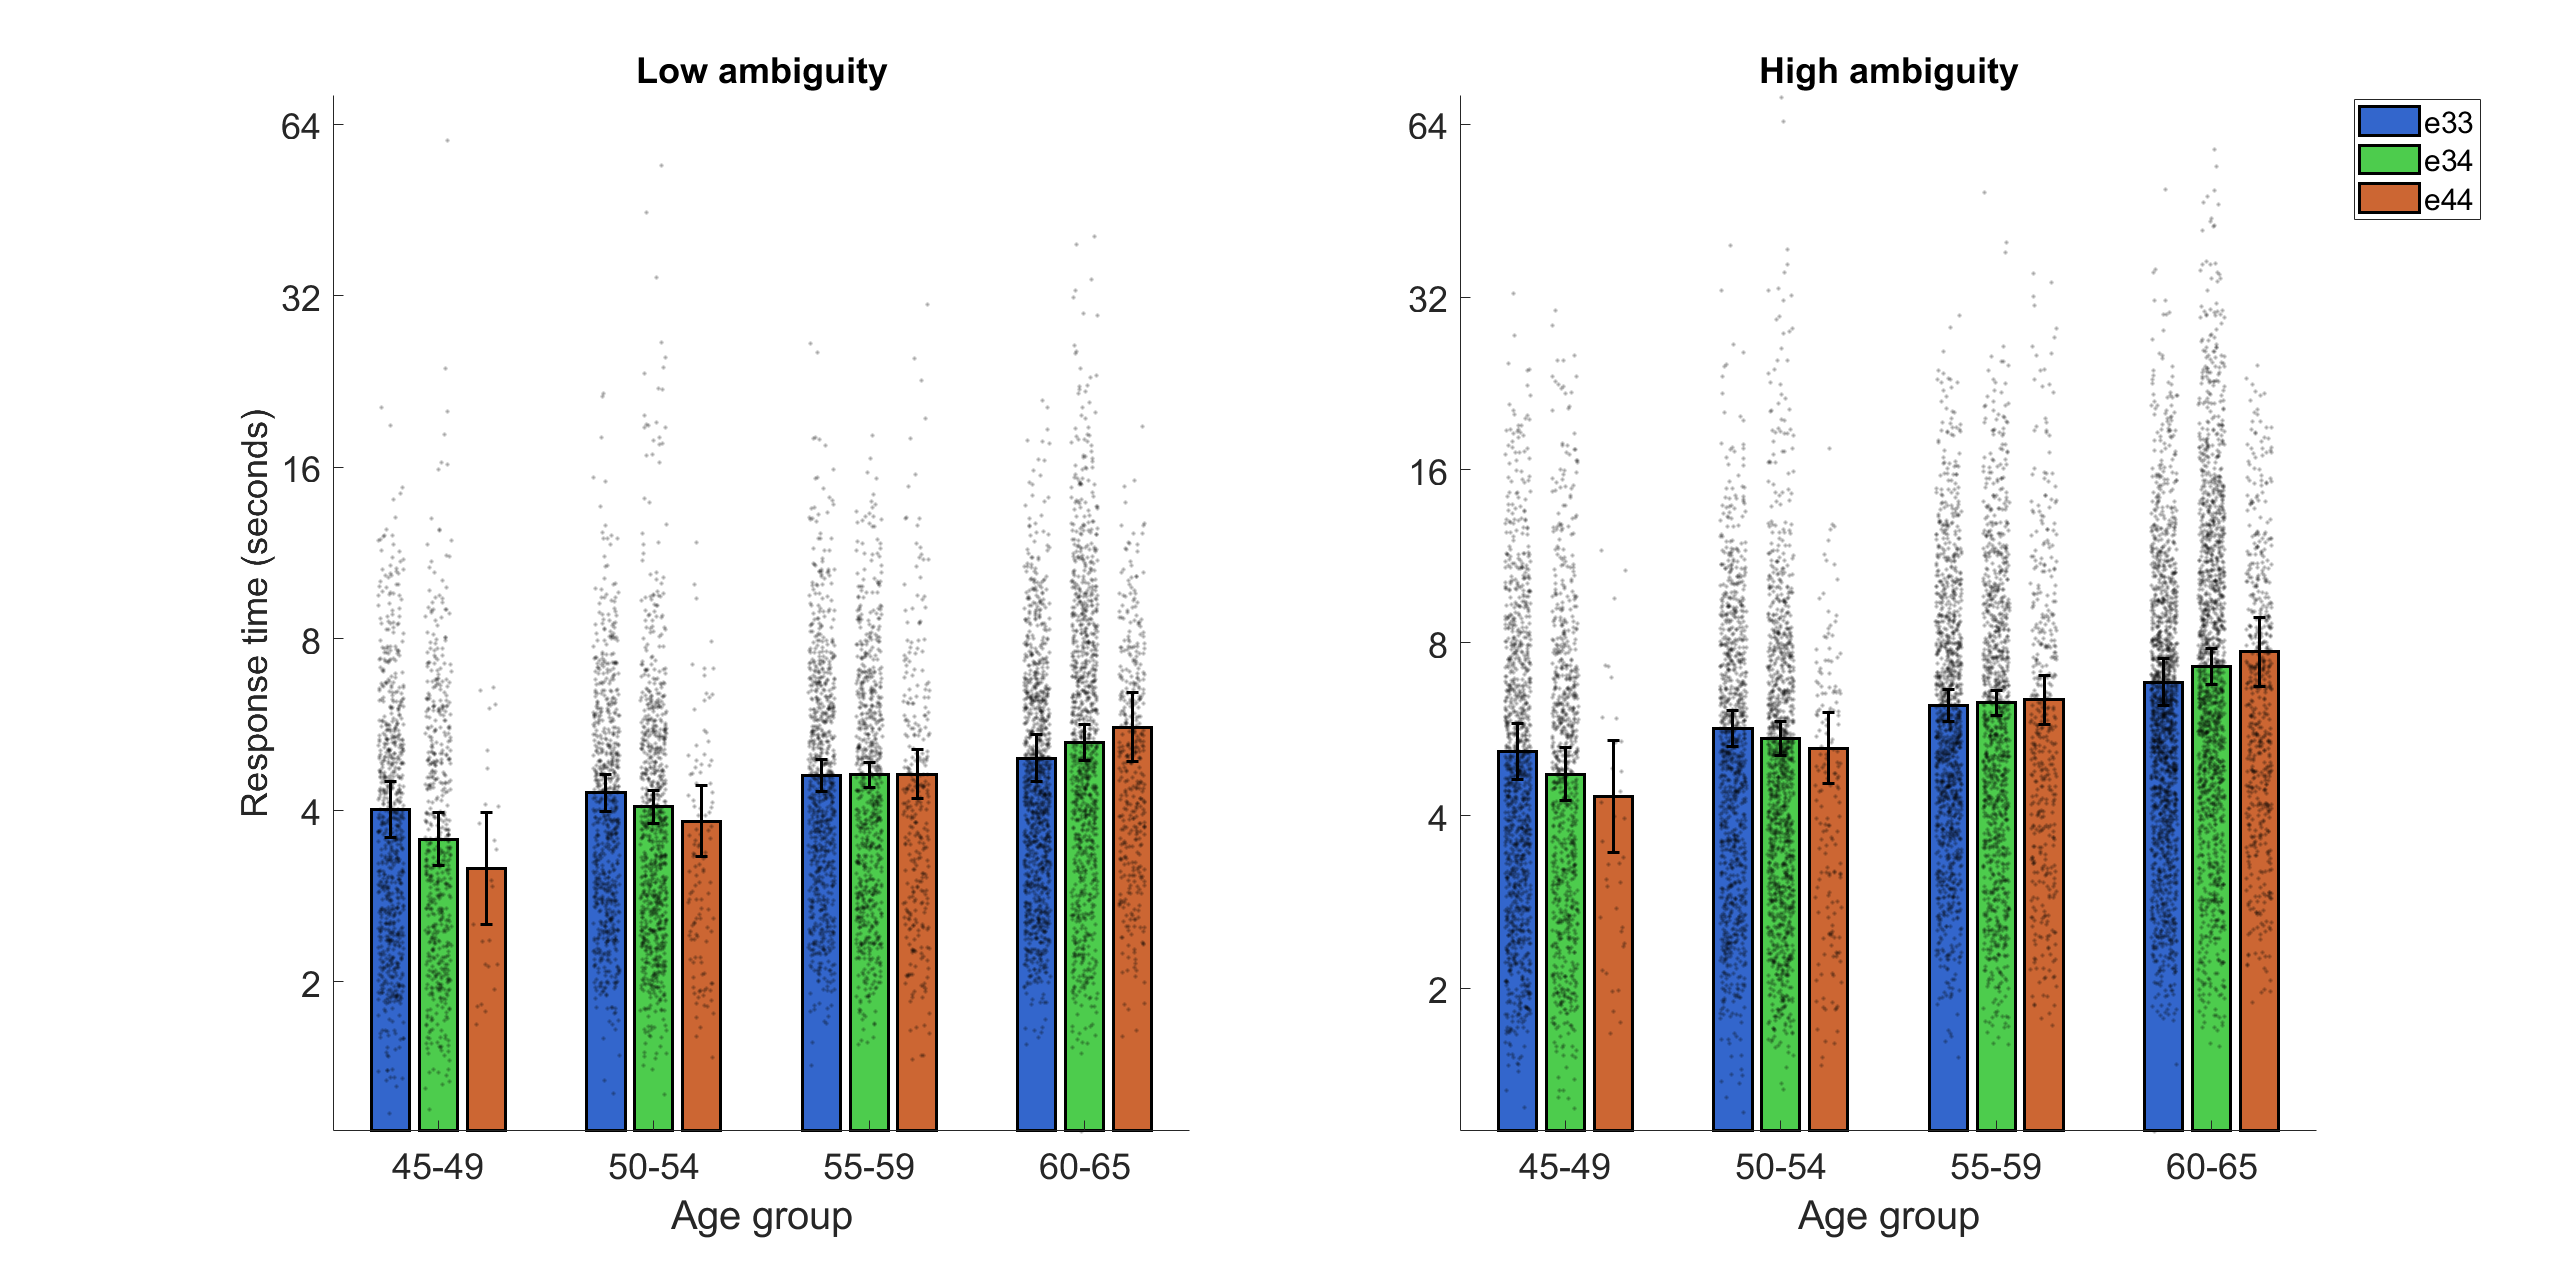 Low ambiguity
Response time (seconds)
64
32
16
8
4
2
45-49 50-54 55-59 60-65
Age group
High ambiguity
64
32
16
8
4
2
45-49 50-54 55-59 60-65
Age group
e33
e34
e44